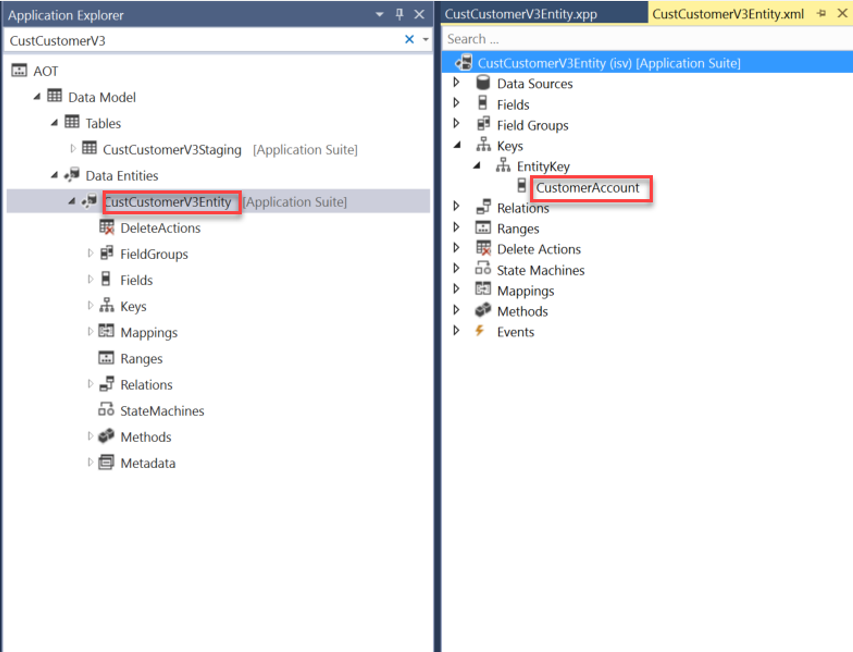 Application Explorer
CustCustomerV3
AOT
Data Model
Tables
CustCustomerV3Staging [Application Suite]
Data Entities
CustCustomerV3Entity [Application Suite]
DeleteActions
FieldGroups
Fields
Keys
Mappings
Ranges
Relations
StateMachines
Methods
Metadata
CustCustomerV3Entity.xpp
CustCustomerV3Entity.xml
Search ...
CustCustomerV3Entity (isv) [Application Suite]
Data Sources
Fields
Field Groups
Keys
EntityKey
CustomerAccount
Relations
Ranges
Delete Actions
State Machines
Mappings
Methods
Events